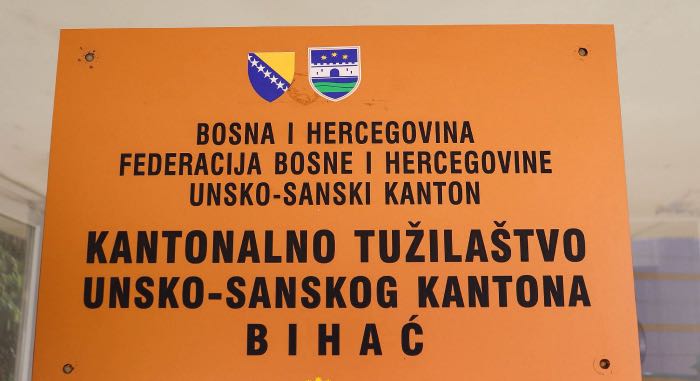 BOSNA I HERCEGOVINA
FEDERACIJA BOSNE I HERCEGOVINE
UNSKO-SANSKI KANTON
KANTONALNO TUŽILAŠTVO
UNSKO-SANSKOG KANTONA
BIHAĆ